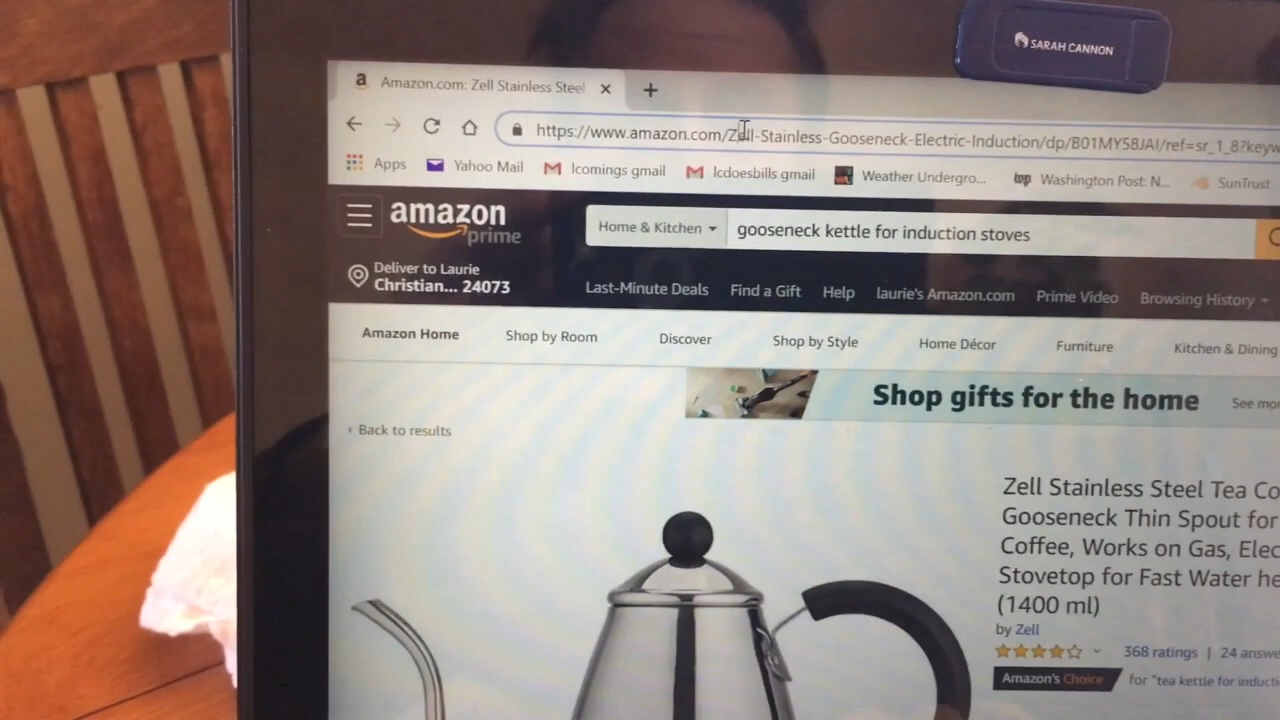 SARAH CANNON
a Amazon.com: Zell Stainless Steel
https://www.amazon.com/Zell-Stainless-Gooseneck-Electric-Induction/dp/B01MY58JAI/ref=sr_1_8?keyw
Apps Yahoo Mail lcomings gmail lcdoesbills gmail Weather Undergro... wp Washington Post: N... SunTrust
amazon prime
Home & Kitchen gooseneck kettle for induction stoves
Deliver to Laurie
Christian... 24073
Last-Minute Deals Find a Gift Help laurie's Amazon.com Prime Video Browsing History
Amazon Home Shop by Room Discover Shop by Style Home Décor Furniture Kitchen & Dining
Shop gifts for the home See mo
‹ Back to results
Zell Stainless Steel Tea Co
Gooseneck Thin Spout for
Coffee, Works on Gas, Elec
Stovetop for Fast Water he
(1400 ml)
by Zell
368 ratings | 24 answe
Amazon's Choice for "tea kettle for inducti